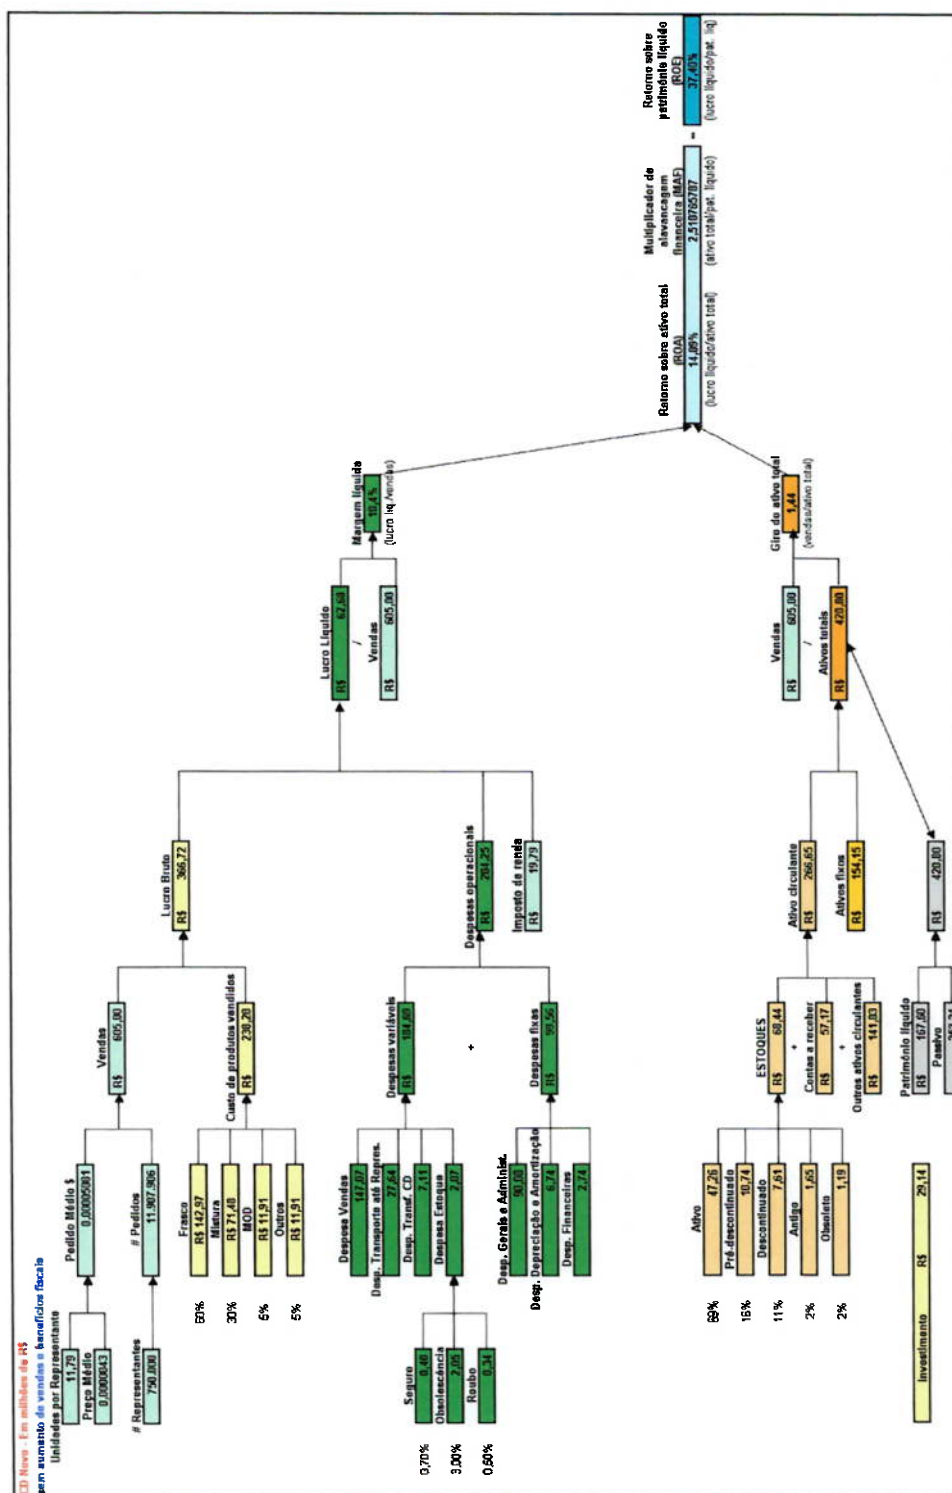 CD Novo - Em milhões de R$
sem aumento de vendas e benefícios fiscais
Unidades por Representante
11,79
Preço Médio
0,0000043
# Representantes
750.000
Pedido Médio $
0,00005081
# Pedidos
11.907.906
Vendas
R$ 605,00
Frasco
60% R$ 142,97
Mistura
30% R$ 71,48
MOD
5% R$ 11,91
Outros
5% R$ 11,91
Custo de produtos vendidos
R$ 238,28
Lucro Bruto
R$ 366,72
Seguro
0,70% 0,48
Obsolescência
3,00% 2,05
Roubo
0,60% 0,34
Despesa Vendas
147,07
Desp. Transporte até Repres.
27,64
Desp. Transf. CD
7,11
Despesa Estoque
2,07
Despesas variáveis
R$ 184,69
+
Desp. Gerais e Administ.
90,08
Desp. Depreciação e Amortização
6,74
Desp. Financeiras
2,74
Despesas fixas
R$ 99,56
Despesas operacionais
R$ 284,25
Imposto de renda
R$ 19,79
Lucro Líquido
R$ 62,68
/
Vendas
R$ 605,00
Margem líquida
10,4%
(lucro líq./vendas)
Ativo
69% 47,26
Pré-descontinuado
16% 10,74
Descontinuado
11% 7,61
Antigo
2% 1,65
Obsoleto
2% 1,19
ESTOQUES
R$ 68,44
+
Contas a receber
R$ 57,17
+
Outros ativos circulantes
R$ 141,03
Ativo circulante
R$ 266,65
Ativos fixos
R$ 154,15
Vendas
R$ 605,00
/
Ativos totais
R$ 420,80
Giro do ativo total
1,44
(vendas/ativo total)
Investimento R$ 29,14
Patrimônio líquido
R$ 167,60
Passivo
R$ 420,80
Retorno sobre ativo total
(ROA)
14,89%
(lucro líquido/ativo total)
Multiplicador de
alavancagem
financeira (MAF)
2,510765707
(ativo total/pat. líquido)
=
Retorno sobre
patrimônio líquido
(ROE)
37,40%
(lucro líquido/pat. líq)